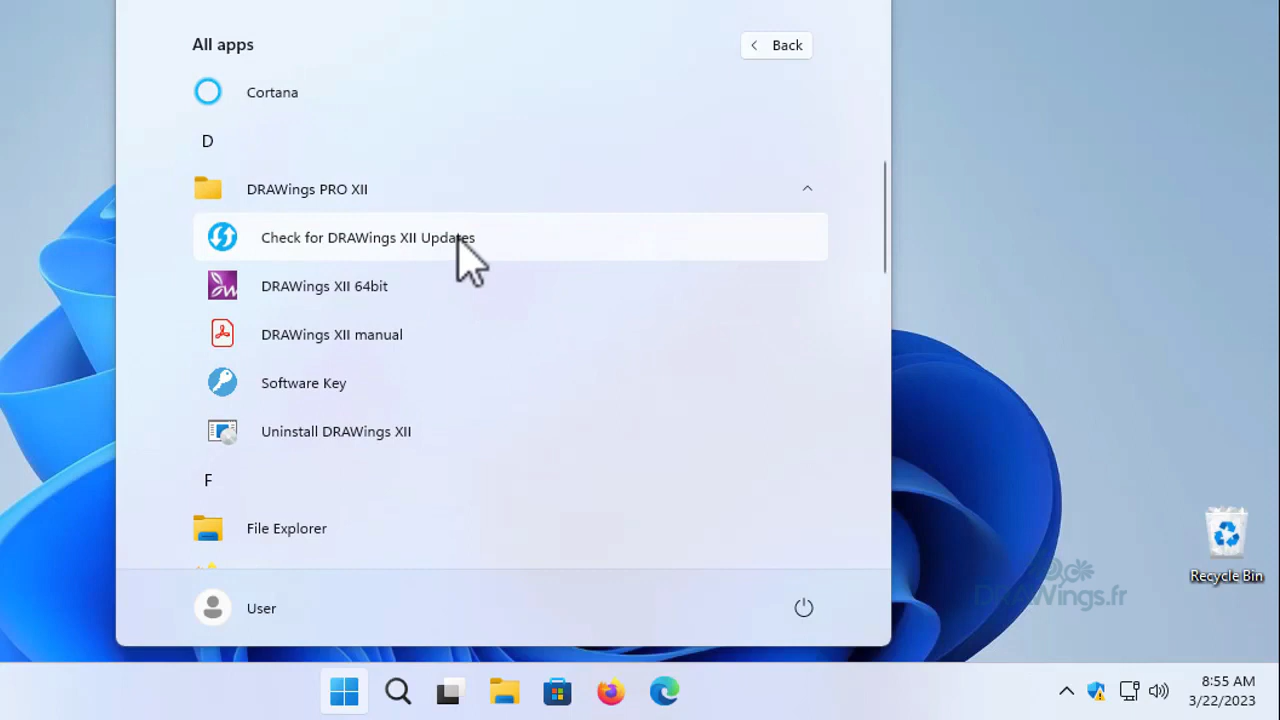 All apps
Back
Cortana
D
DRAWings PRO XII
Check for DRAWings XII Updates
DRAWings XII 64bit
DRAWings XII manual
Software Key
Uninstall DRAWings XII
F
File Explorer
User
DRAWings.fr
Recycle Bin
8:55 AM
3/22/2023